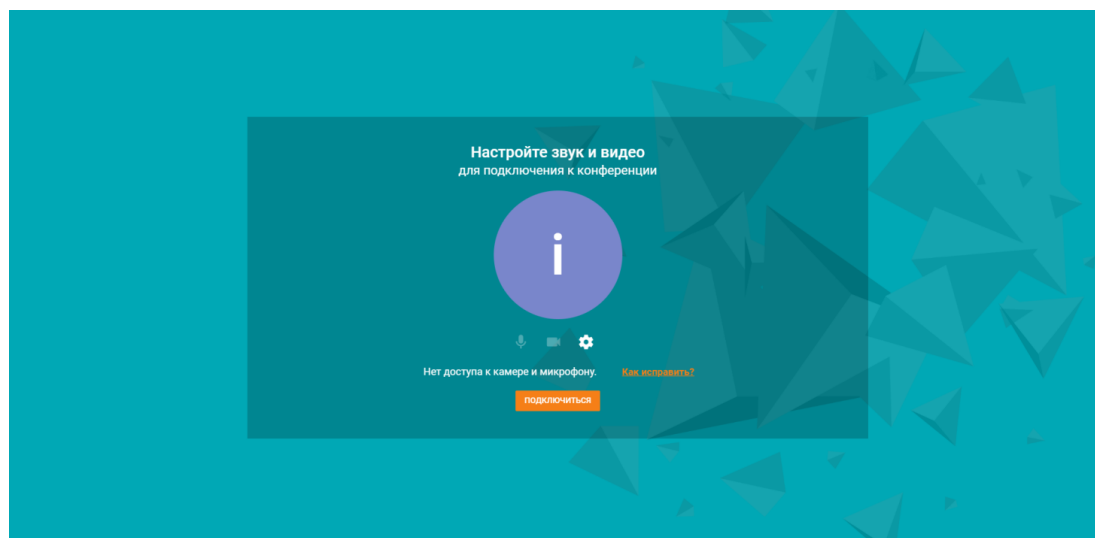 Настройте звук и видео
для подключения к конференции
i
Нет доступа к камере и микрофону. Как исправить?
ПОДКЛЮЧИТЬСЯ